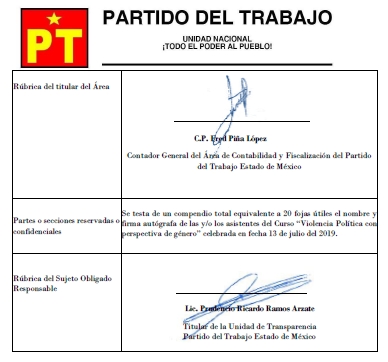 PT
PARTIDO DEL TRABAJO
UNIDAD NACIONAL
¡TODO EL PODER AL PUEBLO!
Rúbrica del titular del Área
C.P. Fred Piña López
Contador General del Área de Contabilidad y Fiscalización del Partido
del Trabajo Estado de México
Partes o secciones reservadas o
confidenciales
Se testa de un compendio total equivalente a 20 fojas útiles el nombre y
firma autógrafa de las y/o los asistentes del Curso “Violencia Política con
perspectiva de género” celebrada en fecha 13 de julio del 2019.
Rúbrica del Sujeto Obligado
Responsable
Lic. Prudencio Ricardo Ramos Arzate
Titular de la Unidad de Transparencia
Partido del Trabajo Estado de México